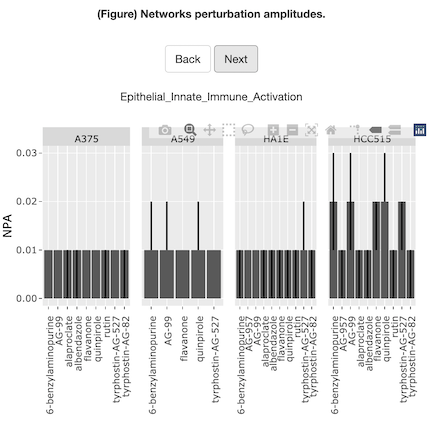 (Figure) Networks perturbation amplitudes.
Back Next
Epithelial_Innate_Immune_Activation
A375 A549 HA1E HCC515
NPA
0.03
0.02
0.01
0.00
6-benzylaminopurine
AG-99
alaproclate
albendazole
flavanone
quinpirole
rutin
tyrphostin-AG-527
tyrphostin-AG-82
6-benzylaminopurine
AG-99
flavanone
quinpirole
tyrphostin-AG-527
6-benzylaminopurine
AG-957
AG-99
alaproclate
albendazole
flavanone
quinpirole
rutin
tyrphostin-AG-527
tyrphostin-AG-82
6-benzylaminopurine
AG-957
AG-99
alaproclate
albendazole
flavanone
quinpirole
rutin
tyrphostin-AG-527
tyrphostin-AG-82